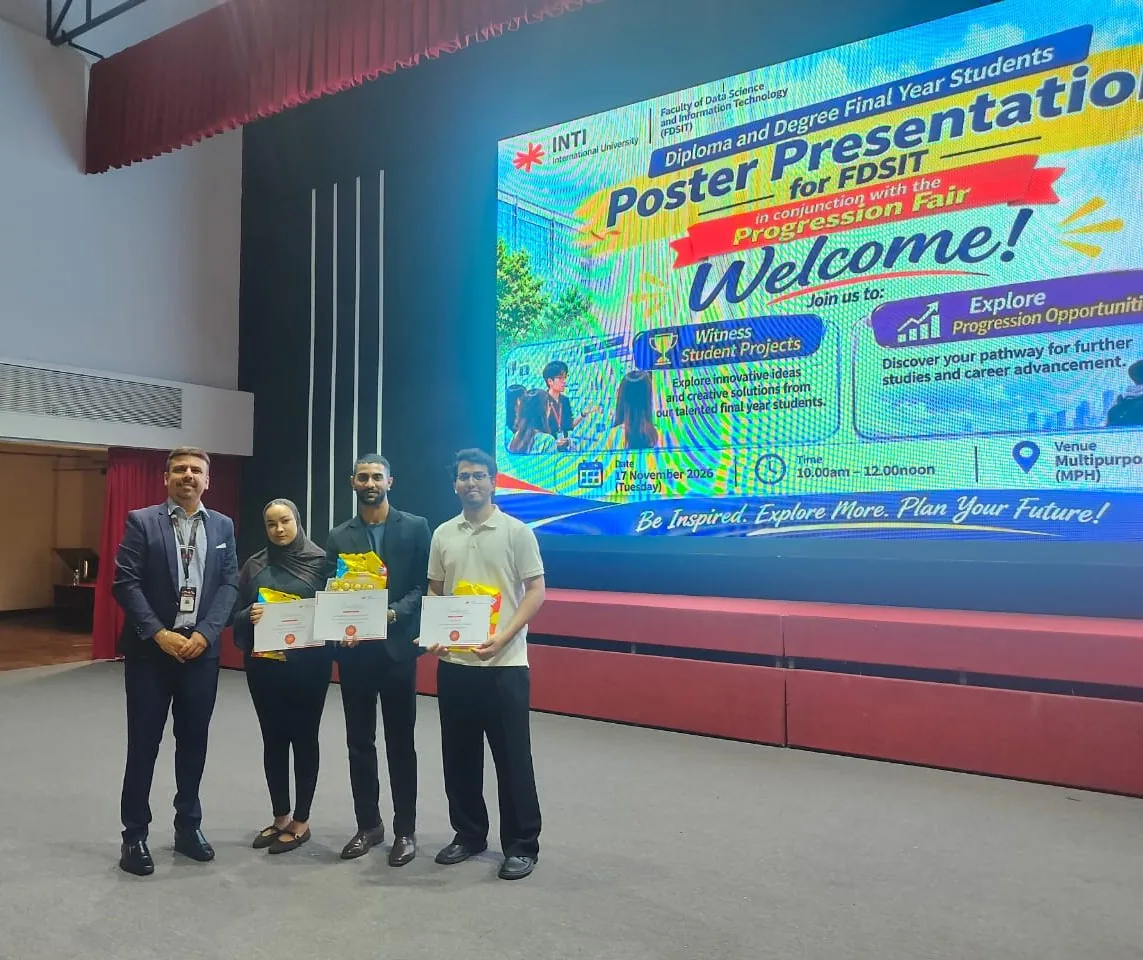 INTI
International University
Faculty of Data Science
and Information Technology
(FDSIT)
Diploma and Degree Final Year Students
Poster Presentatio
for FDSIT
in conjunction with the
Progression Fair
Welcome!
Join us to:
Witness
Student Projects
Explore innovative ideas
and creative solutions from
our talented final year students.
Explore
Progression Opportuniti
Discover your pathway for further
studies and career advancement.
Date
17 November 2026
(Tuesday)
Time
10.00am – 12.00noon
Venue
Multipurpo
(MPH)
Be Inspired. Explore More. Plan Your Future!